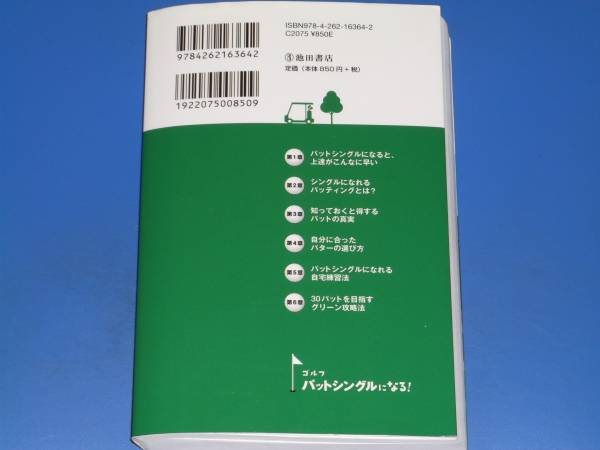 ISBN978-4-262-16364-2
C2075 ¥850E
9784262163642
池田書店
定価（本体850円+税）
1922075008509
第1章
パットシングルになると、
上達がこんなに早い
第2章
シングルになれる
パッティングとは?
第3章
知っておくと得する
パットの真実
第4章
自分に合った
パターの選び方
第5章
パットシングルになれる
自宅練習法
第6章
30パットを目指す
グリーン攻略法
ゴルフ
パットシングルになる!